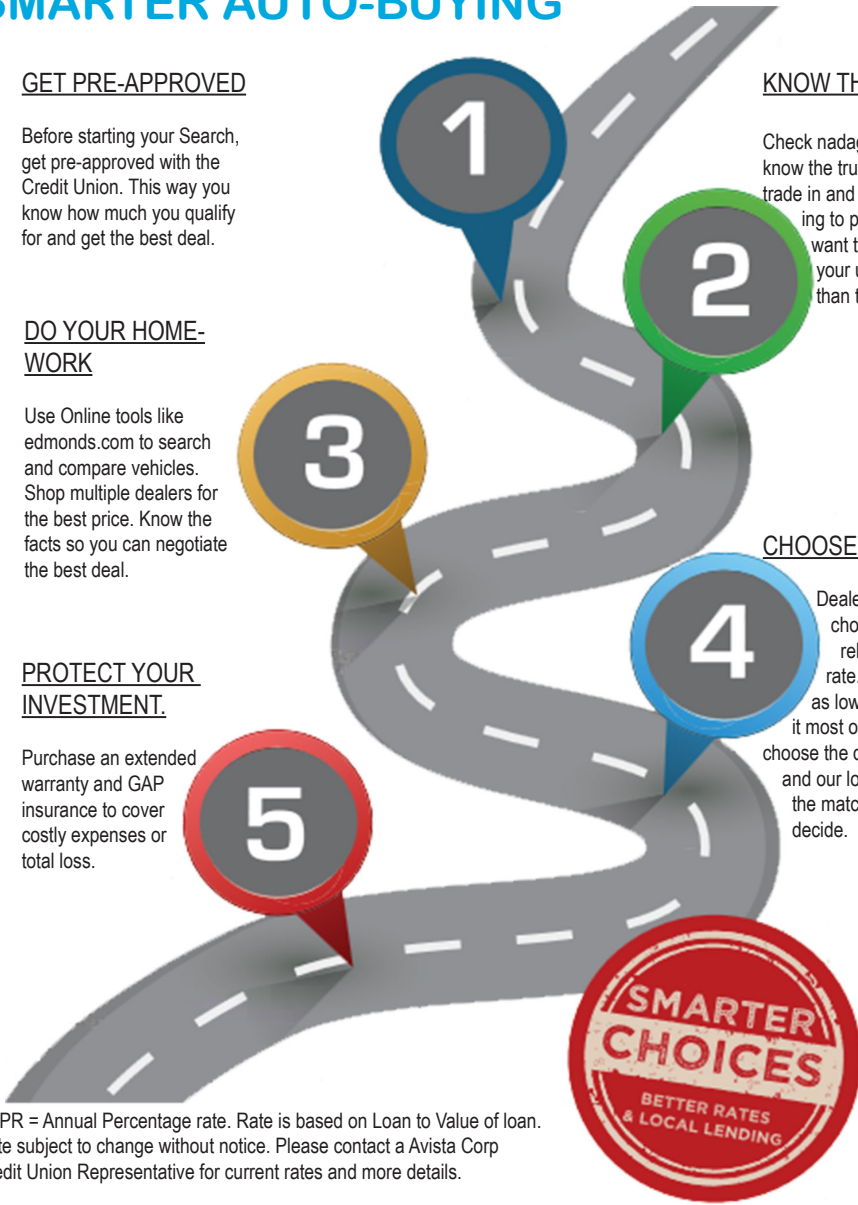 SMARTER AUTO-BUYING
GET PRE-APPROVED
Before starting your Search,
get pre-approved with the
Credit Union. This way you
know how much you qualify
for and get the best deal.
1
KNOW TH
Check nadag
know the tru
trade in and
ing to p
want t
your u
than t
2
DO YOUR HOME-
WORK
Use Online tools like
edmonds.com to search
and compare vehicles.
Shop multiple dealers for
the best price. Know the
facts so you can negotiate
the best deal.
3
CHOOSE
Deale
cho
reb
rate.
as low
it most o
choose the d
and our lo
the matc
decide.
4
PROTECT YOUR
INVESTMENT.
Purchase an extended
warranty and GAP
insurance to cover
costly expenses or
total loss.
5
SMARTER
CHOICES
BETTER RATES
& LOCAL LENDING
PR = Annual Percentage rate. Rate is based on Loan to Value of loan.
te subject to change without notice. Please contact a Avista Corp
edit Union Representative for current rates and more details.